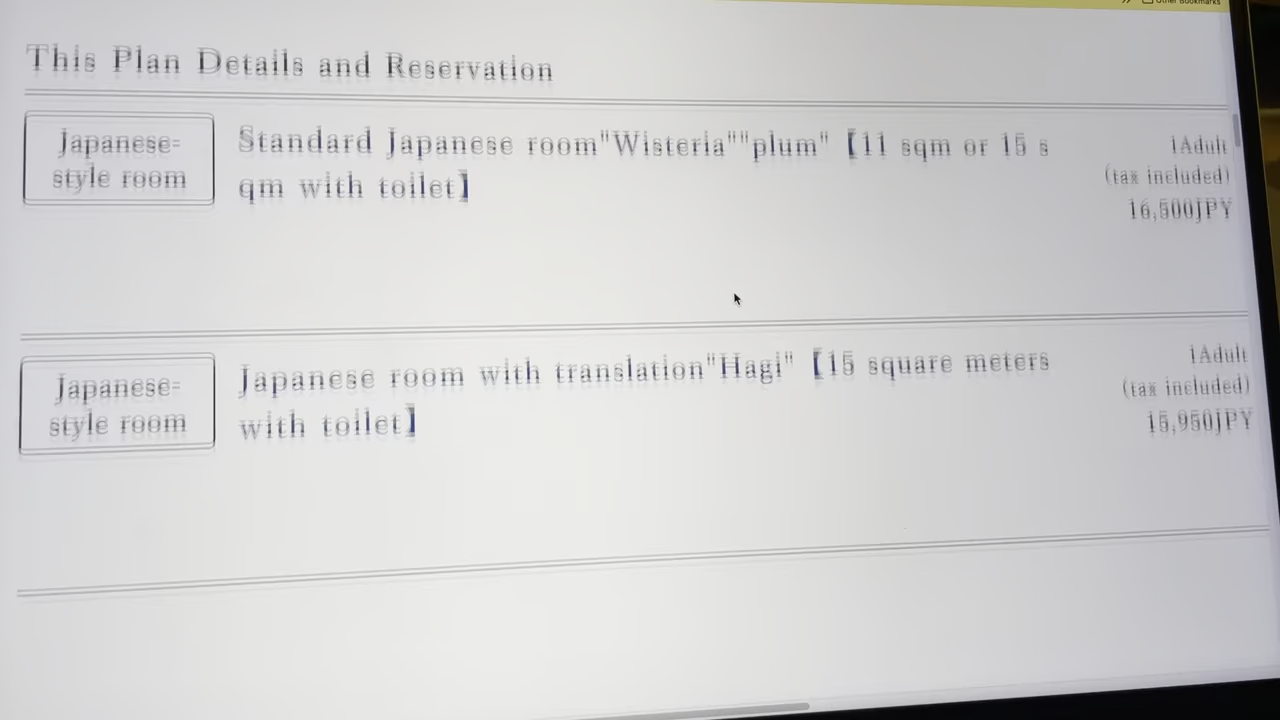 Other Bookmarks
This Plan Details and Reservation
Japanese-
style room
Standard Japanese room"Wisteria""plum" 【11 sqm or 15 s
qm with toilet】
1Adult
(tax included)
16,500JPY
Japanese-
style room
Japanese room with translation"Hagi" 【15 square meters
with toilet】
1Adult
(tax included)
15,950JPY